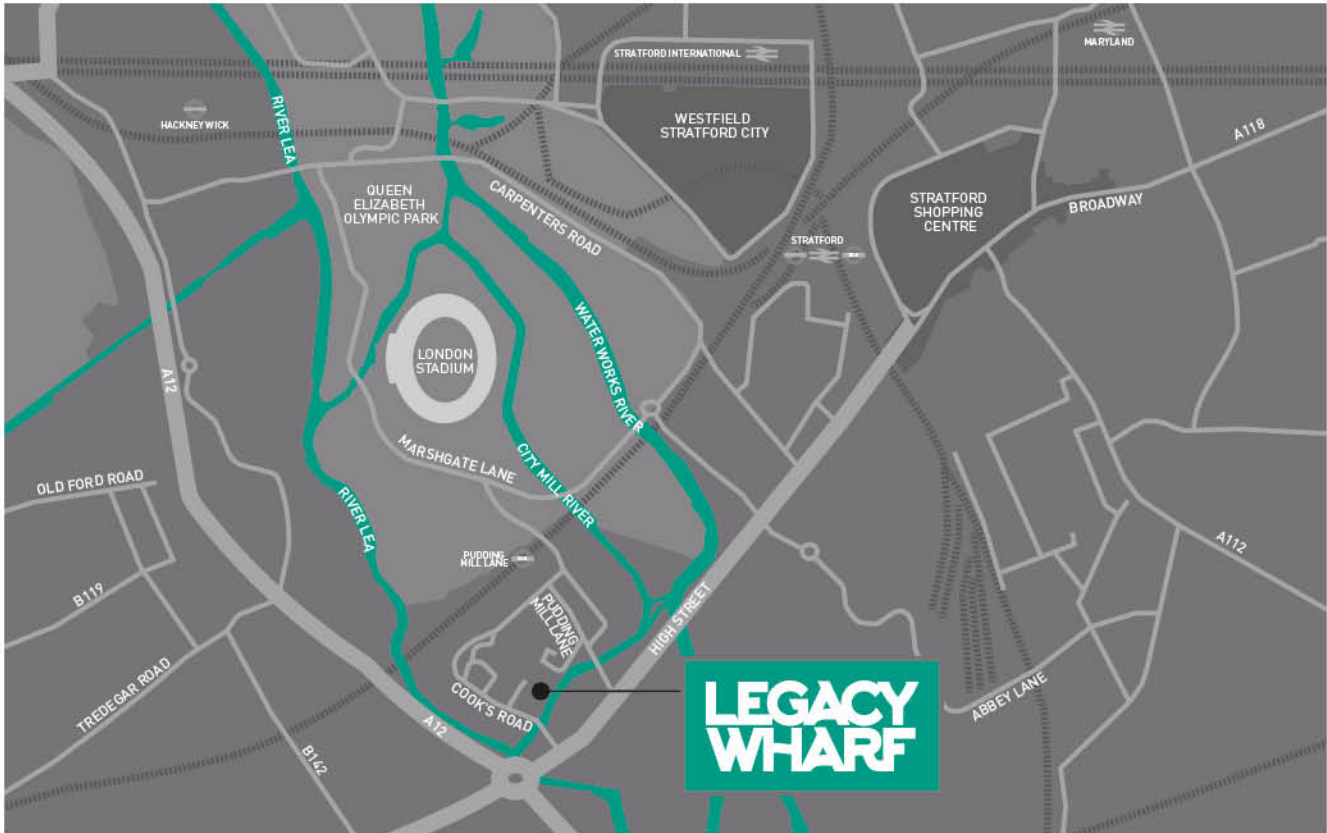 STRATFORD INTERNATIONAL
MARYLAND
HACKNEY WICK
RIVER LEA
WESTFIELD
STRATFORD CITY
A118
QUEEN
ELIZABETH
OLYMPIC PARK
CARPENTERS ROAD
STRATFORD
SHOPPING
CENTRE
BROADWAY
STRATFORD
WATER WORKS RIVER
LONDON
STADIUM
A12
MARSHGATE LANE
CITY MILL RIVER
OLD FORD ROAD
RIVER LEA
PUDDING
MILL LANE
A112
B119
PUDDING
MILL LANE
HIGH STREET
TREDEGAR ROAD
COOK'S ROAD
A12
B142
ABBEY LANE
LEGACY
WHARF